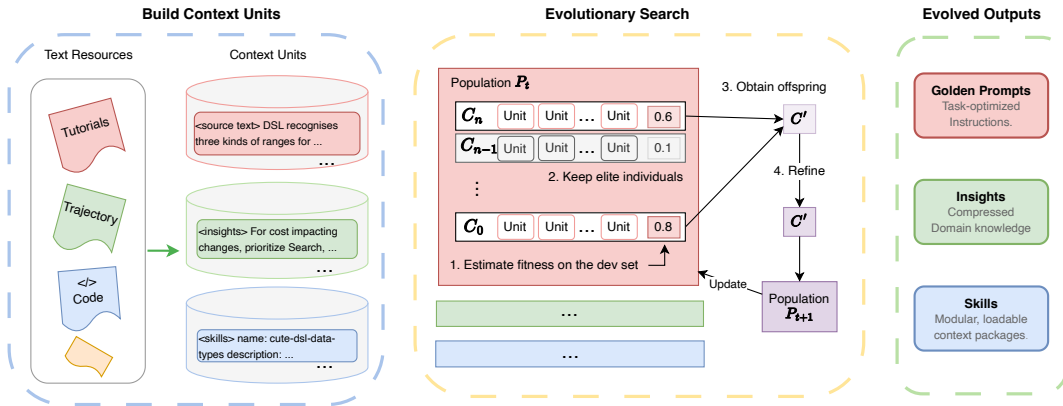 Build Context Units
Text Resources
Context Units
Tutorials
Trajectory
</>
Code
<source text> DSL recognises
three kinds of ranges for ...
...
<insights> For cost impacting
changes, prioritize Search, ...
...
<skills> name: cute-dsl-data-
types description: ...
...
Evolutionary Search
Population P_t
C_n Unit Unit ... Unit 0.6
C_{n-1} Unit Unit ... Unit 0.1
2. Keep elite individuals
⋮
C_0 Unit Unit ... Unit 0.8
1. Estimate fitness on the dev set
...
...
3. Obtain offspring
C'
4. Refine
C'
Update
Population
P_{t+1}
Evolved Outputs
Golden Prompts
Task-optimized
Instructions.
Insights
Compressed
Domain knowledge
Skills
Modular, loadable
context packages.